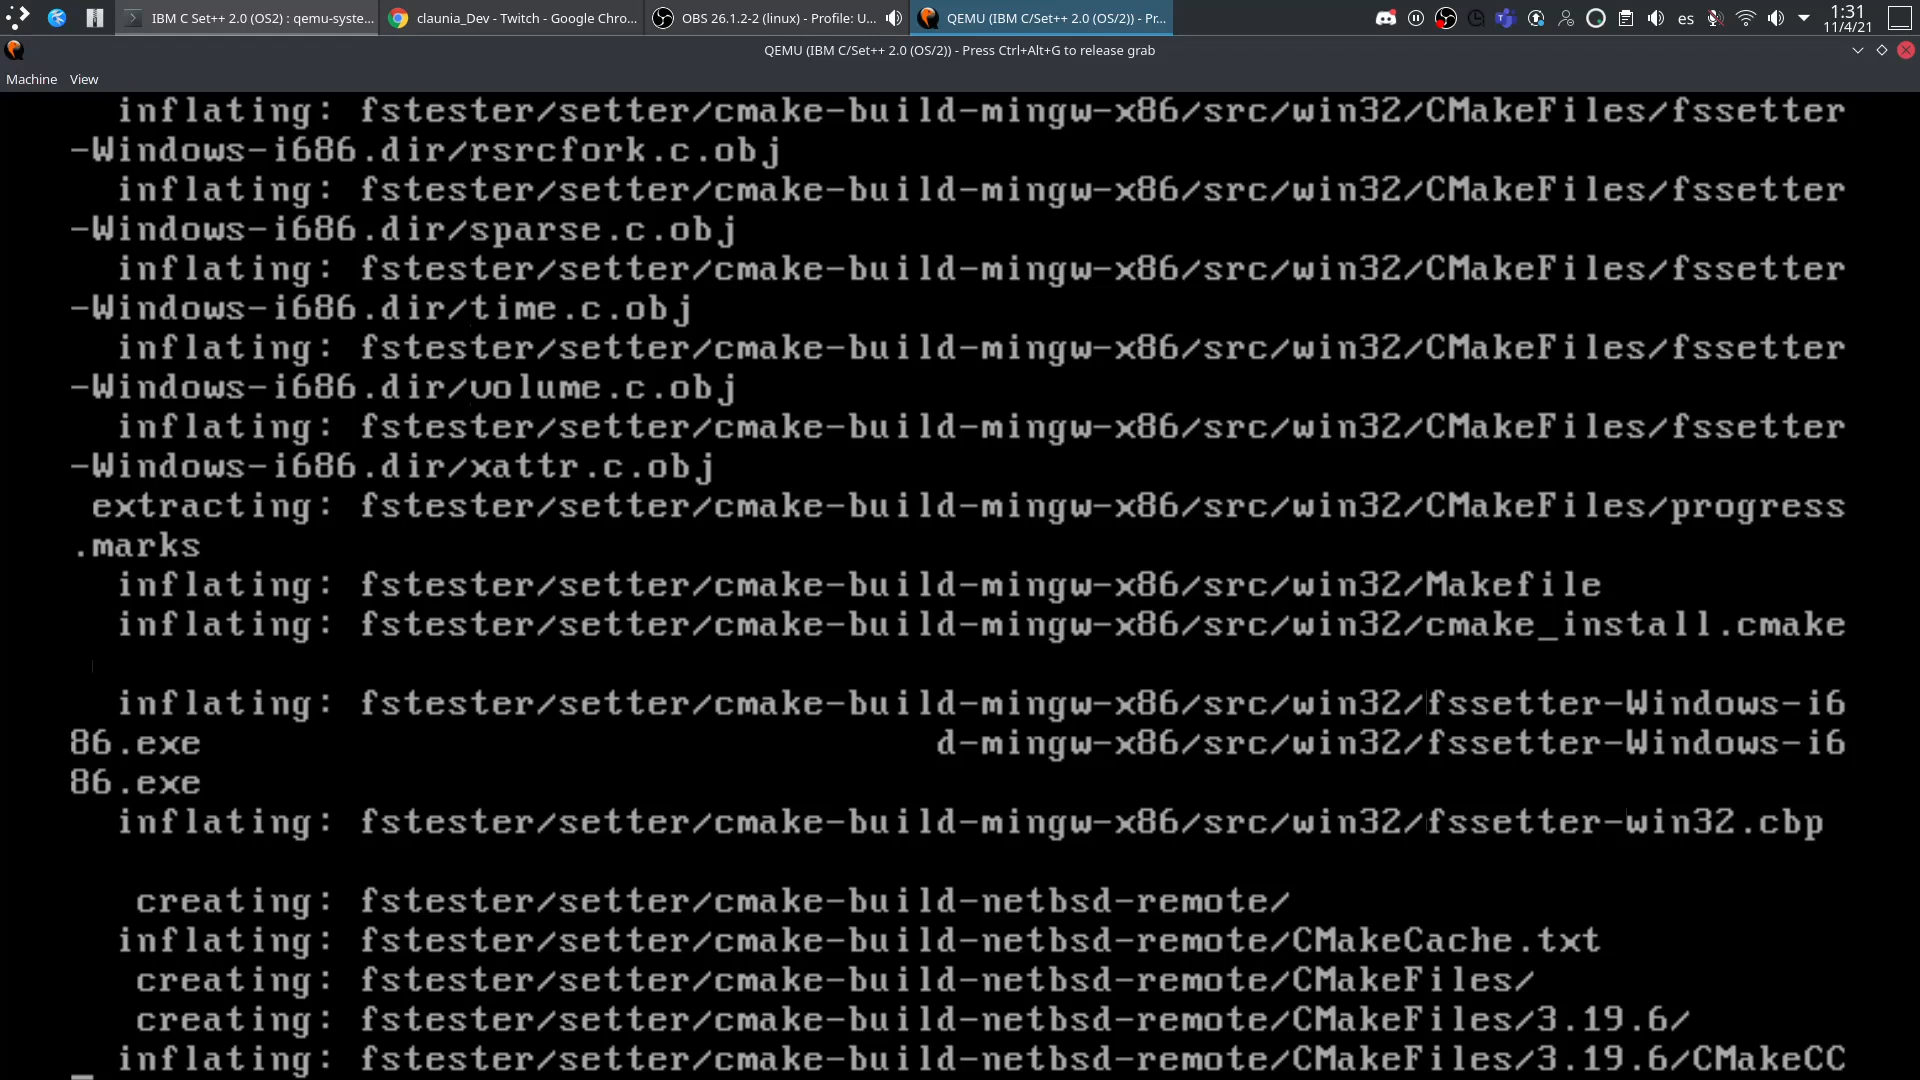 IBM C Set++ 2.0 (OS2) : qemu-syste...
claunia_Dev - Twitch - Google Chro...
OBS 26.1.2-2 (linux) - Profile: U...
QEMU (IBM C/Set++ 2.0 (OS/2)) - Pr...
es
1:31
11/4/21
QEMU (IBM C/Set++ 2.0 (OS/2)) - Press Ctrl+Alt+G to release grab
Machine View
inflating: fstester/setter/cmake-build-mingw-x86/src/win32/CMakeFiles/fssetter
-Windows-i686.dir/rsrcfork.c.obj
inflating: fstester/setter/cmake-build-mingw-x86/src/win32/CMakeFiles/fssetter
-Windows-i686.dir/sparse.c.obj
inflating: fstester/setter/cmake-build-mingw-x86/src/win32/CMakeFiles/fssetter
-Windows-i686.dir/time.c.obj
inflating: fstester/setter/cmake-build-mingw-x86/src/win32/CMakeFiles/fssetter
-Windows-i686.dir/volume.c.obj
inflating: fstester/setter/cmake-build-mingw-x86/src/win32/CMakeFiles/fssetter
-Windows-i686.dir/xattr.c.obj
extracting: fstester/setter/cmake-build-mingw-x86/src/win32/CMakeFiles/progress
.marks
inflating: fstester/setter/cmake-build-mingw-x86/src/win32/Makefile
inflating: fstester/setter/cmake-build-mingw-x86/src/win32/cmake_install.cmake
inflating: fstester/setter/cmake-build-mingw-x86/src/win32/fssetter-Windows-i6
86.exe d-mingw-x86/src/win32/fssetter-Windows-i6
86.exe
inflating: fstester/setter/cmake-build-mingw-x86/src/win32/fssetter-win32.cbp
creating: fstester/setter/cmake-build-netbsd-remote/
inflating: fstester/setter/cmake-build-netbsd-remote/CMakeCache.txt
creating: fstester/setter/cmake-build-netbsd-remote/CMakeFiles/
creating: fstester/setter/cmake-build-netbsd-remote/CMakeFiles/3.19.6/
inflating: fstester/setter/cmake-build-netbsd-remote/CMakeFiles/3.19.6/CMakeCC